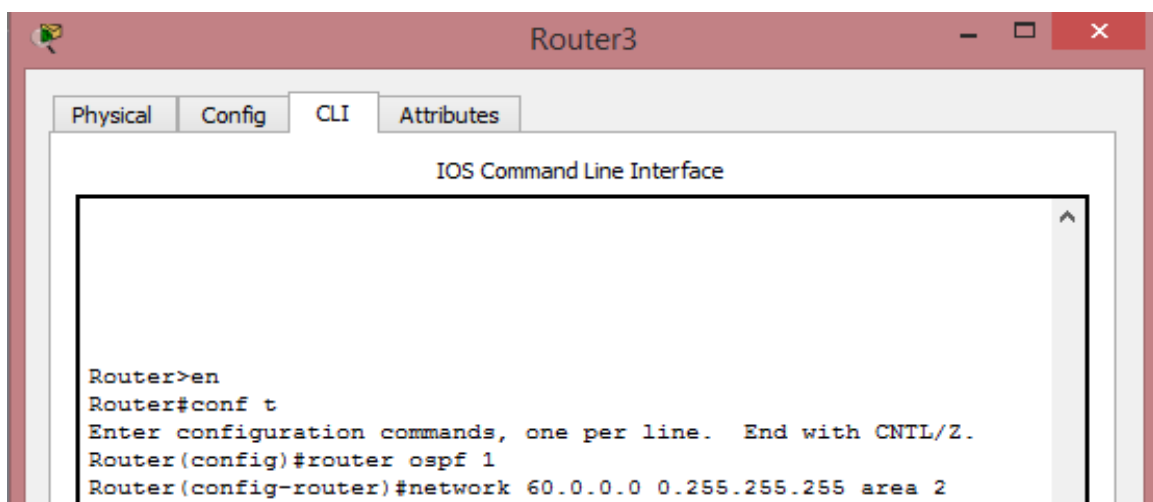 Router3
Physical Config CLI Attributes
IOS Command Line Interface
Router>en
Router#conf t
Enter configuration commands, one per line.  End with CNTL/Z.
Router(config)#router ospf 1
Router(config-router)#network 60.0.0.0 0.255.255.255 area 2